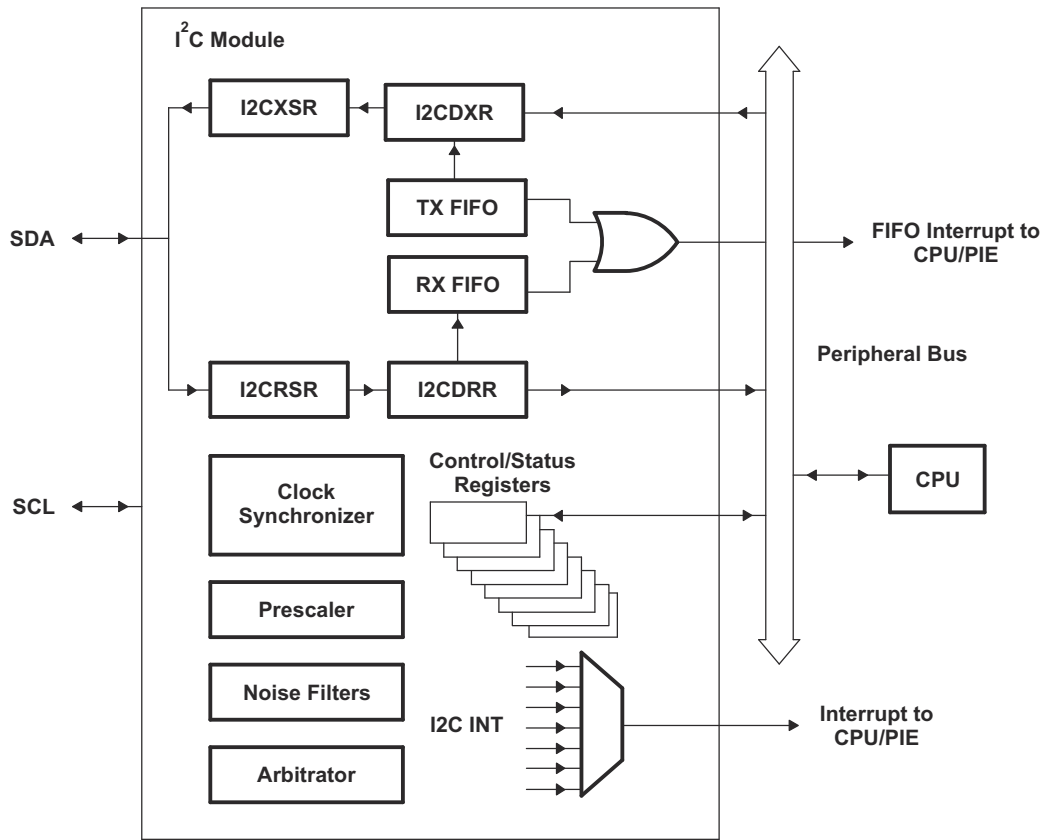 I²C Module
I2CXSR
I2CDXR
TX FIFO
SDA
FIFO Interrupt to
CPU/PIE
RX FIFO
Peripheral Bus
I2CRSR
I2CDRR
Control/Status
Registers
CPU
SCL
Clock
Synchronizer
Prescaler
Noise Filters
I2C INT
Interrupt to
CPU/PIE
Arbitrator